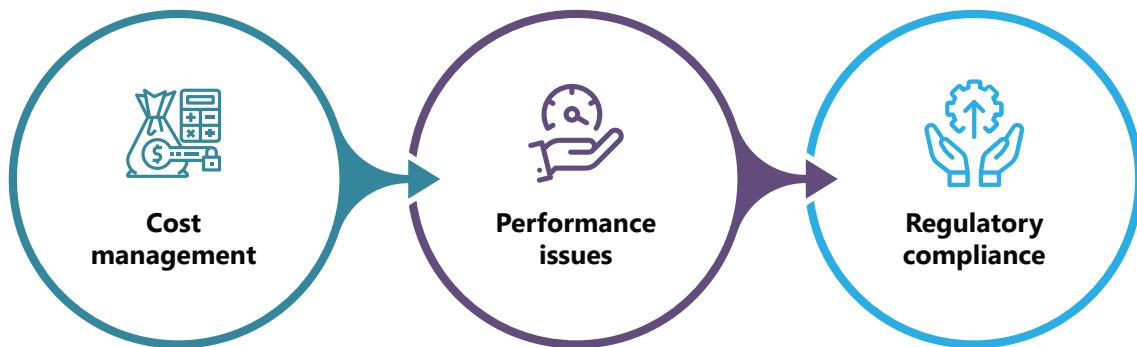 Cost
management
Performance
issues
Regulatory
compliance